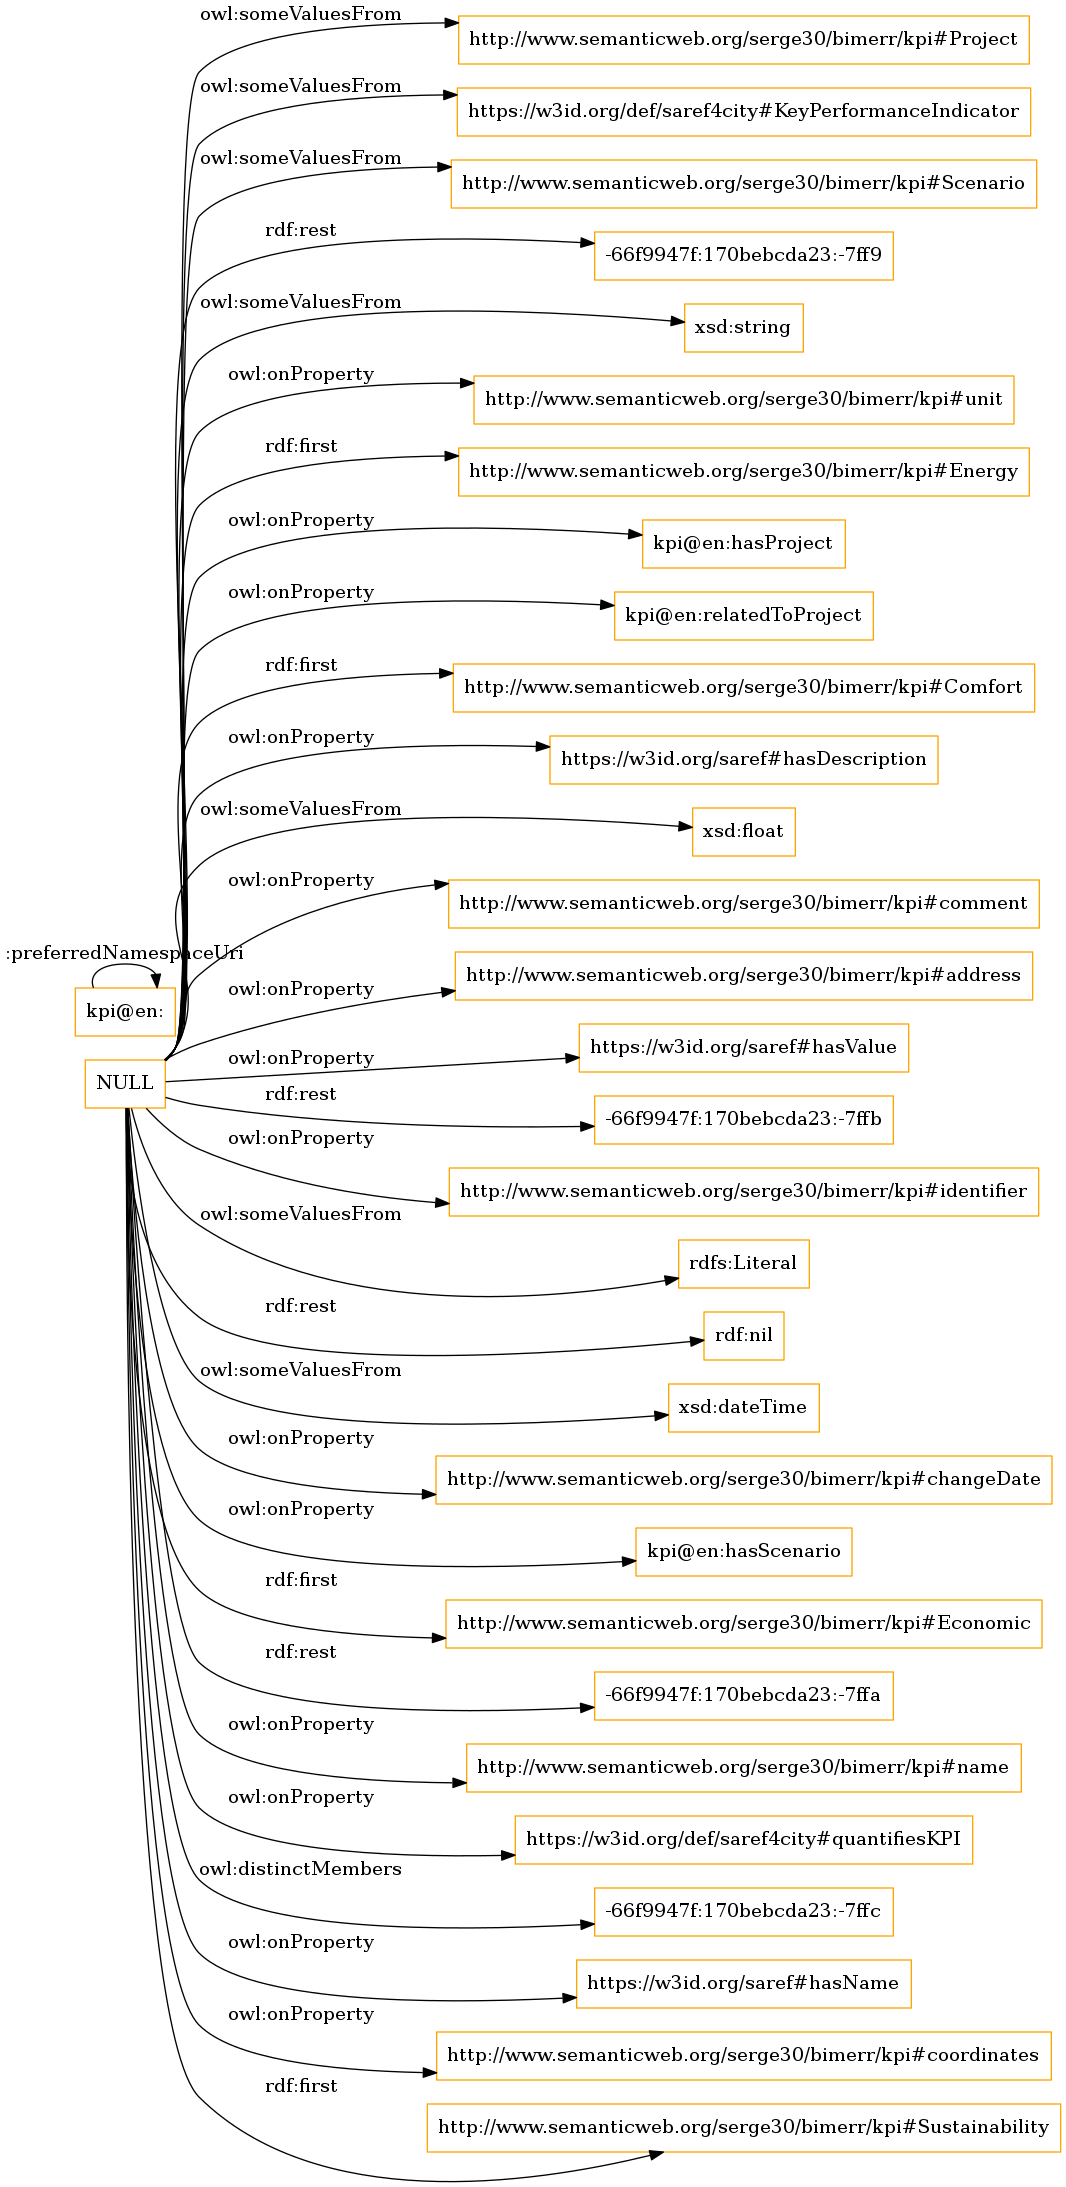 owl:someValuesFrom
http://www.semanticweb.org/serge30/bimerr/kpi#Project
owl:someValuesFrom
https://w3id.org/def/saref4city#KeyPerformanceIndicator
owl:someValuesFrom
http://www.semanticweb.org/serge30/bimerr/kpi#Scenario
rdf:rest
-66f9947f:170bebcda23:-7ff9
owl:someValuesFrom
xsd:string
owl:onProperty
http://www.semanticweb.org/serge30/bimerr/kpi#unit
rdf:first
http://www.semanticweb.org/serge30/bimerr/kpi#Energy
owl:onProperty
kpi@en:hasProject
owl:onProperty
kpi@en:relatedToProject
rdf:first
http://www.semanticweb.org/serge30/bimerr/kpi#Comfort
owl:onProperty
https://w3id.org/saref#hasDescription
owl:someValuesFrom
xsd:float
owl:onProperty
http://www.semanticweb.org/serge30/bimerr/kpi#comment
:preferredNamespaceUri
kpi@en:
owl:onProperty
http://www.semanticweb.org/serge30/bimerr/kpi#address
NULL
owl:onProperty
https://w3id.org/saref#hasValue
rdf:rest
-66f9947f:170bebcda23:-7ffb
owl:onProperty
http://www.semanticweb.org/serge30/bimerr/kpi#identifier
owl:someValuesFrom
rdfs:Literal
rdf:rest
rdf:nil
owl:someValuesFrom
xsd:dateTime
owl:onProperty
http://www.semanticweb.org/serge30/bimerr/kpi#changeDate
owl:onProperty
kpi@en:hasScenario
rdf:first
http://www.semanticweb.org/serge30/bimerr/kpi#Economic
rdf:rest
-66f9947f:170bebcda23:-7ffa
owl:onProperty
http://www.semanticweb.org/serge30/bimerr/kpi#name
owl:onProperty
https://w3id.org/def/saref4city#quantifiesKPI
owl:distinctMembers
-66f9947f:170bebcda23:-7ffc
owl:onProperty
https://w3id.org/saref#hasName
owl:onProperty
http://www.semanticweb.org/serge30/bimerr/kpi#coordinates
rdf:first
http://www.semanticweb.org/serge30/bimerr/kpi#Sustainability